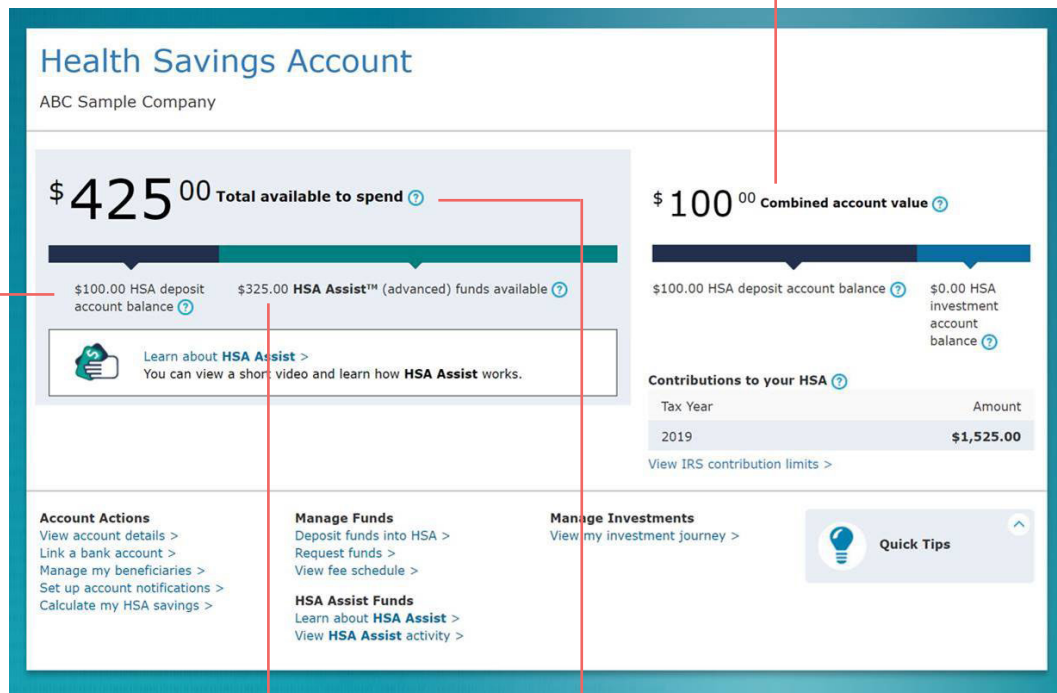 Health Savings Account
ABC Sample Company
$425 00 Total available to spend ?
$100.00 HSA deposit
account balance ?
$325.00 HSA Assist™ (advanced) funds available ?
Learn about HSA Assist >
You can view a short video and learn how HSA Assist works.
$100 00 Combined account value ?
$100.00 HSA deposit account balance ?
$0.00 HSA
investment
account
balance ?
Contributions to your HSA ?
Tax Year Amount
2019 $1,525.00
View IRS contribution limits >
Account Actions
View account details >
Link a bank account >
Manage my beneficiaries >
Set up account notifications >
Calculate my HSA savings >
Manage Funds
Deposit funds into HSA >
Request funds >
View fee schedule >
HSA Assist Funds
Learn about HSA Assist >
View HSA Assist activity >
Manage Investments
View my investment journey >
Quick Tips